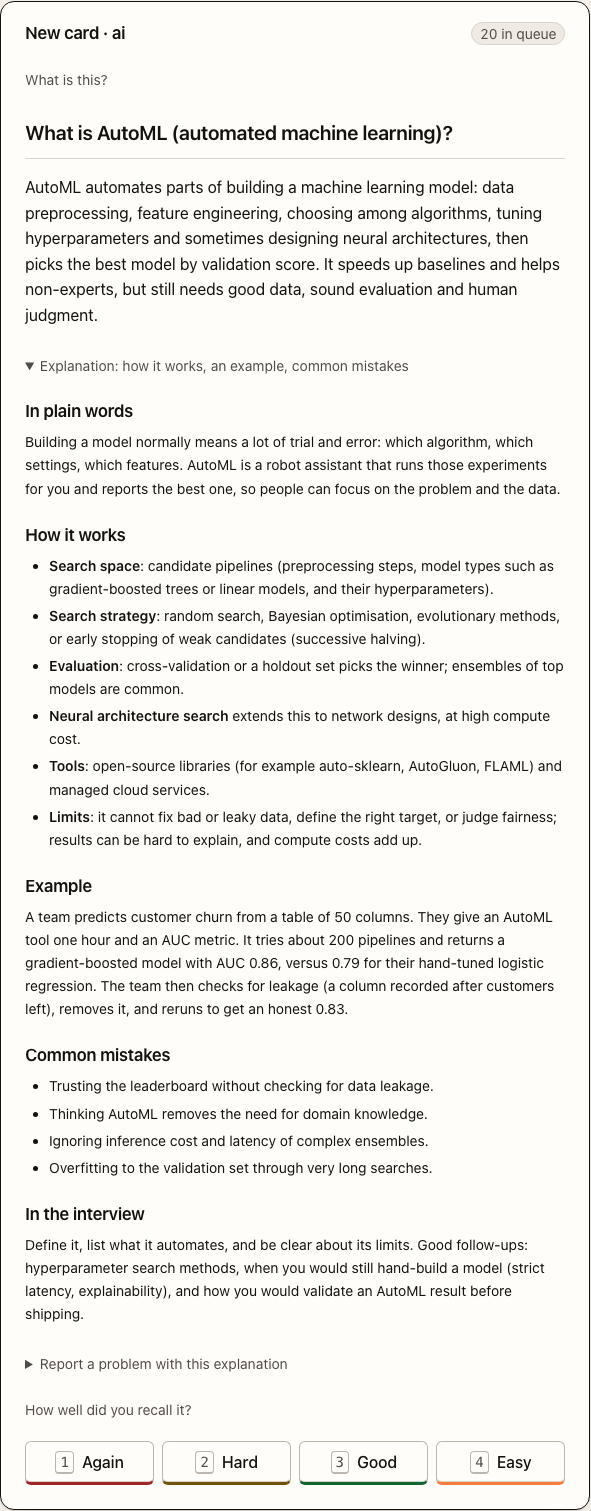 New card · ai
20 in queue
What is this?
What is AutoML (automated machine learning)?
AutoML automates parts of building a machine learning model: data
preprocessing, feature engineering, choosing among algorithms, tuning
hyperparameters and sometimes designing neural architectures, then
picks the best model by validation score. It speeds up baselines and helps
non-experts, but still needs good data, sound evaluation and human
judgment.
▼ Explanation: how it works, an example, common mistakes
In plain words
Building a model normally means a lot of trial and error: which algorithm, which
settings, which features. AutoML is a robot assistant that runs those experiments
for you and reports the best one, so people can focus on the problem and the data.
How it works
• Search space: candidate pipelines (preprocessing steps, model types such as
gradient-boosted trees or linear models, and their hyperparameters).
• Search strategy: random search, Bayesian optimisation, evolutionary methods,
or early stopping of weak candidates (successive halving).
• Evaluation: cross-validation or a holdout set picks the winner; ensembles of top
models are common.
• Neural architecture search extends this to network designs, at high compute
cost.
• Tools: open-source libraries (for example auto-sklearn, AutoGluon, FLAML) and
managed cloud services.
• Limits: it cannot fix bad or leaky data, define the right target, or judge fairness;
results can be hard to explain, and compute costs add up.
Example
A team predicts customer churn from a table of 50 columns. They give an AutoML
tool one hour and an AUC metric. It tries about 200 pipelines and returns a
gradient-boosted model with AUC 0.86, versus 0.79 for their hand-tuned logistic
regression. The team then checks for leakage (a column recorded after customers
left), removes it, and reruns to get an honest 0.83.
Common mistakes
• Trusting the leaderboard without checking for data leakage.
• Thinking AutoML removes the need for domain knowledge.
• Ignoring inference cost and latency of complex ensembles.
• Overfitting to the validation set through very long searches.
In the interview
Define it, list what it automates, and be clear about its limits. Good follow-ups:
hyperparameter search methods, when you would still hand-build a model (strict
latency, explainability), and how you would validate an AutoML result before
shipping.
▶ Report a problem with this explanation
How well did you recall it?
1 Again
2 Hard
3 Good
4 Easy